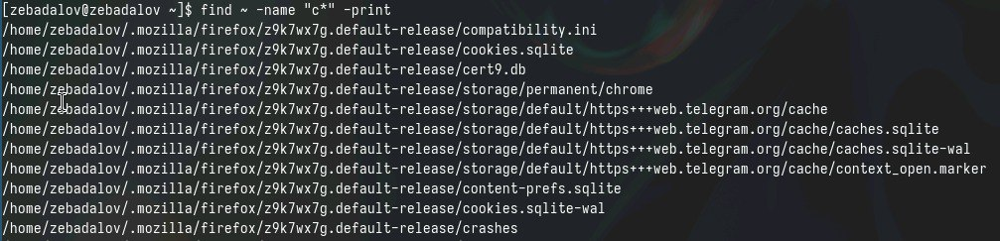 [zebadalov@zebadalov ~]$ find ~ -name "c*" -print
/home/zebadalov/.mozilla/firefox/z9k7wx7g.default-release/compatibility.ini
/home/zebadalov/.mozilla/firefox/z9k7wx7g.default-release/cookies.sqlite
/home/zebadalov/.mozilla/firefox/z9k7wx7g.default-release/cert9.db
/home/zebadalov/.mozilla/firefox/z9k7wx7g.default-release/storage/permanent/chrome
/home/zebadalov/.mozilla/firefox/z9k7wx7g.default-release/storage/default/https+++web.telegram.org/cache
/home/zebadalov/.mozilla/firefox/z9k7wx7g.default-release/storage/default/https+++web.telegram.org/cache/caches.sqlite
/home/zebadalov/.mozilla/firefox/z9k7wx7g.default-release/storage/default/https+++web.telegram.org/cache/caches.sqlite-wal
/home/zebadalov/.mozilla/firefox/z9k7wx7g.default-release/storage/default/https+++web.telegram.org/cache/context_open.marker
/home/zebadalov/.mozilla/firefox/z9k7wx7g.default-release/content-prefs.sqlite
/home/zebadalov/.mozilla/firefox/z9k7wx7g.default-release/cookies.sqlite-wal
/home/zebadalov/.mozilla/firefox/z9k7wx7g.default-release/crashes